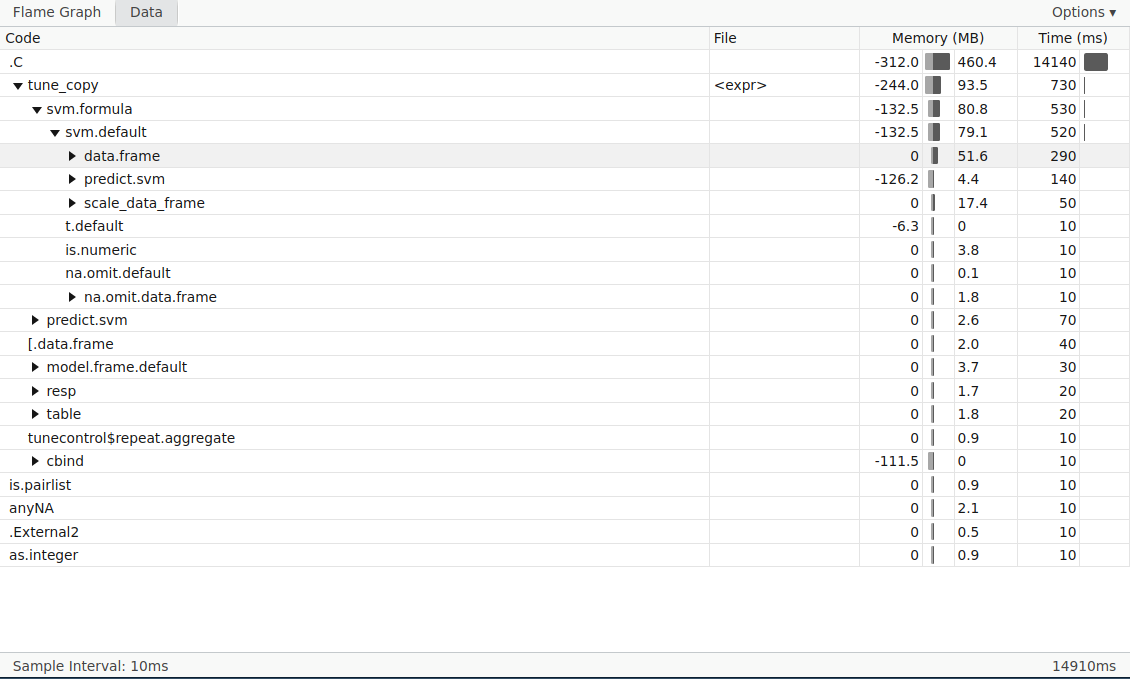 Flame Graph Data Options ▾
Code File Memory (MB) Time (ms)
.C -312.0 460.4 14140
▼ tune_copy <expr> -244.0 93.5 730
▼ svm.formula -132.5 80.8 530
▼ svm.default -132.5 79.1 520
▶ data.frame 0 51.6 290
▶ predict.svm -126.2 4.4 140
▶ scale_data_frame 0 17.4 50
t.default -6.3 0 10
is.numeric 0 3.8 10
na.omit.default 0 0.1 10
▶ na.omit.data.frame 0 1.8 10
▶ predict.svm 0 2.6 70
[.data.frame 0 2.0 40
▶ model.frame.default 0 3.7 30
▶ resp 0 1.7 20
▶ table 0 1.8 20
tunecontrol$repeat.aggregate 0 0.9 10
▶ cbind -111.5 0 10
is.pairlist 0 0.9 10
anyNA 0 2.1 10
.External2 0 0.5 10
as.integer 0 0.9 10
Sample Interval: 10ms 14910ms